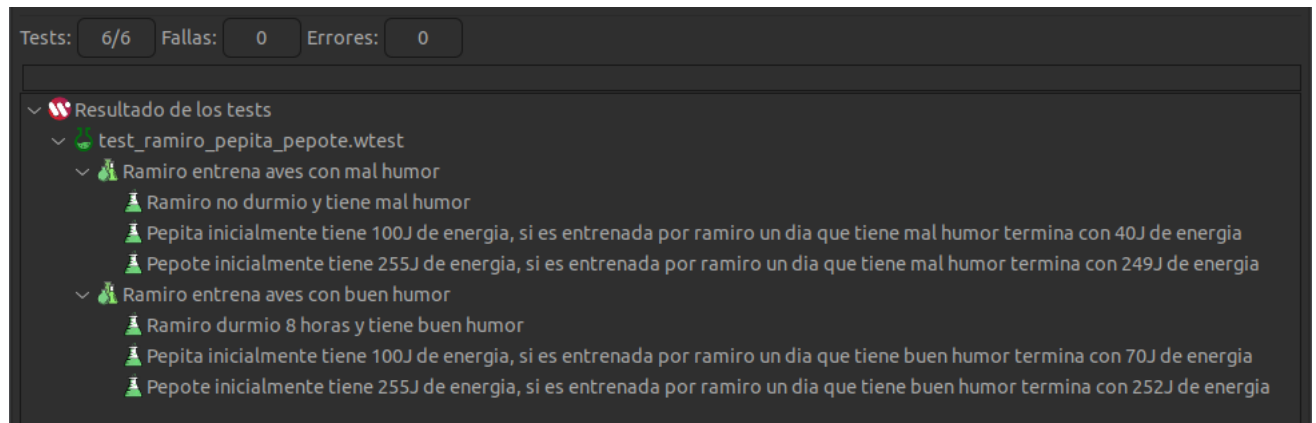 Tests: 6/6 Fallas: 0 Errores: 0
Resultado de los tests
test_ramiro_pepita_pepote.wtest
Ramiro entrena aves con mal humor
Ramiro no durmio y tiene mal humor
Pepita inicialmente tiene 100J de energia, si es entrenada por ramiro un dia que tiene mal humor termina con 40J de energia
Pepote inicialmente tiene 255J de energia, si es entrenada por ramiro un dia que tiene mal humor termina con 249J de energia
Ramiro entrena aves con buen humor
Ramiro durmio 8 horas y tiene buen humor
Pepita inicialmente tiene 100J de energia, si es entrenada por ramiro un dia que tiene buen humor termina con 70J de energia
Pepote inicialmente tiene 255J de energia, si es entrenada por ramiro un dia que tiene buen humor termina con 252J de energia